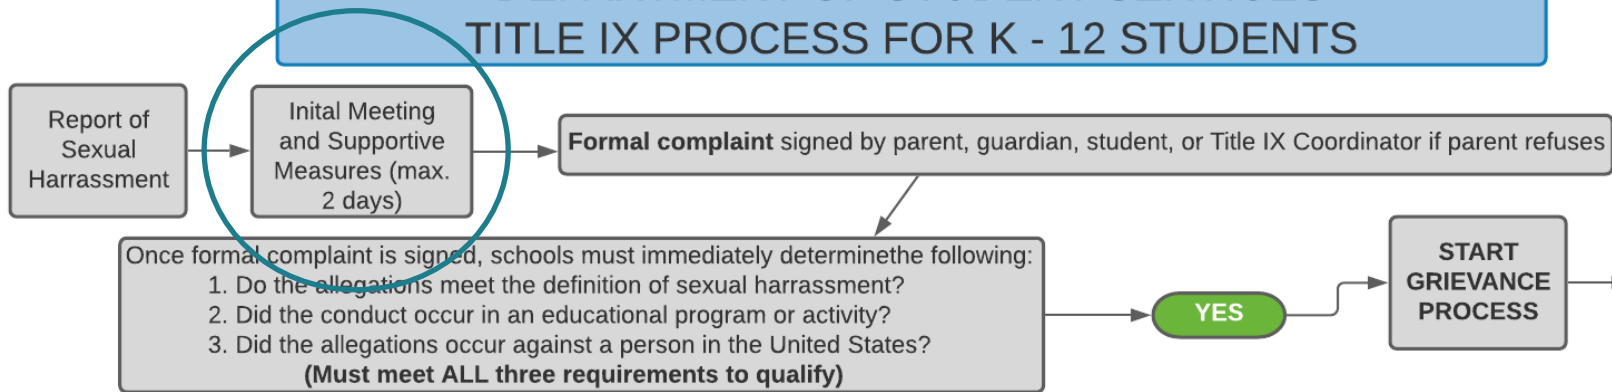 DEPARTMENT OF STUDENT SERVICES
TITLE IX PROCESS FOR K - 12 STUDENTS
Report of
Sexual
Harrassment
Inital Meeting
and Supportive
Measures (max.
2 days)
Formal complaint signed by parent, guardian, student, or Title IX Coordinator if parent refuses
Once formal complaint is signed, schools must immediately determinethe following:
1. Do the allegations meet the definition of sexual harrassment?
2. Did the conduct occur in an educational program or activity?
3. Did the allegations occur against a person in the United States?
(Must meet ALL three requirements to qualify)
YES
START
GRIEVANCE
PROCESS